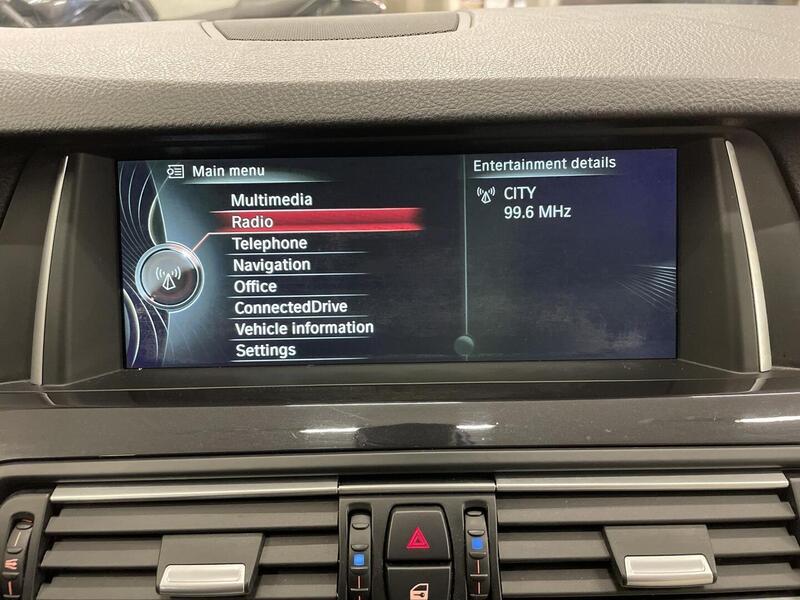 Main menu
Multimedia
Radio
Telephone
Navigation
Office
ConnectedDrive
Vehicle information
Settings
Entertainment details
CITY
99.6 MHz